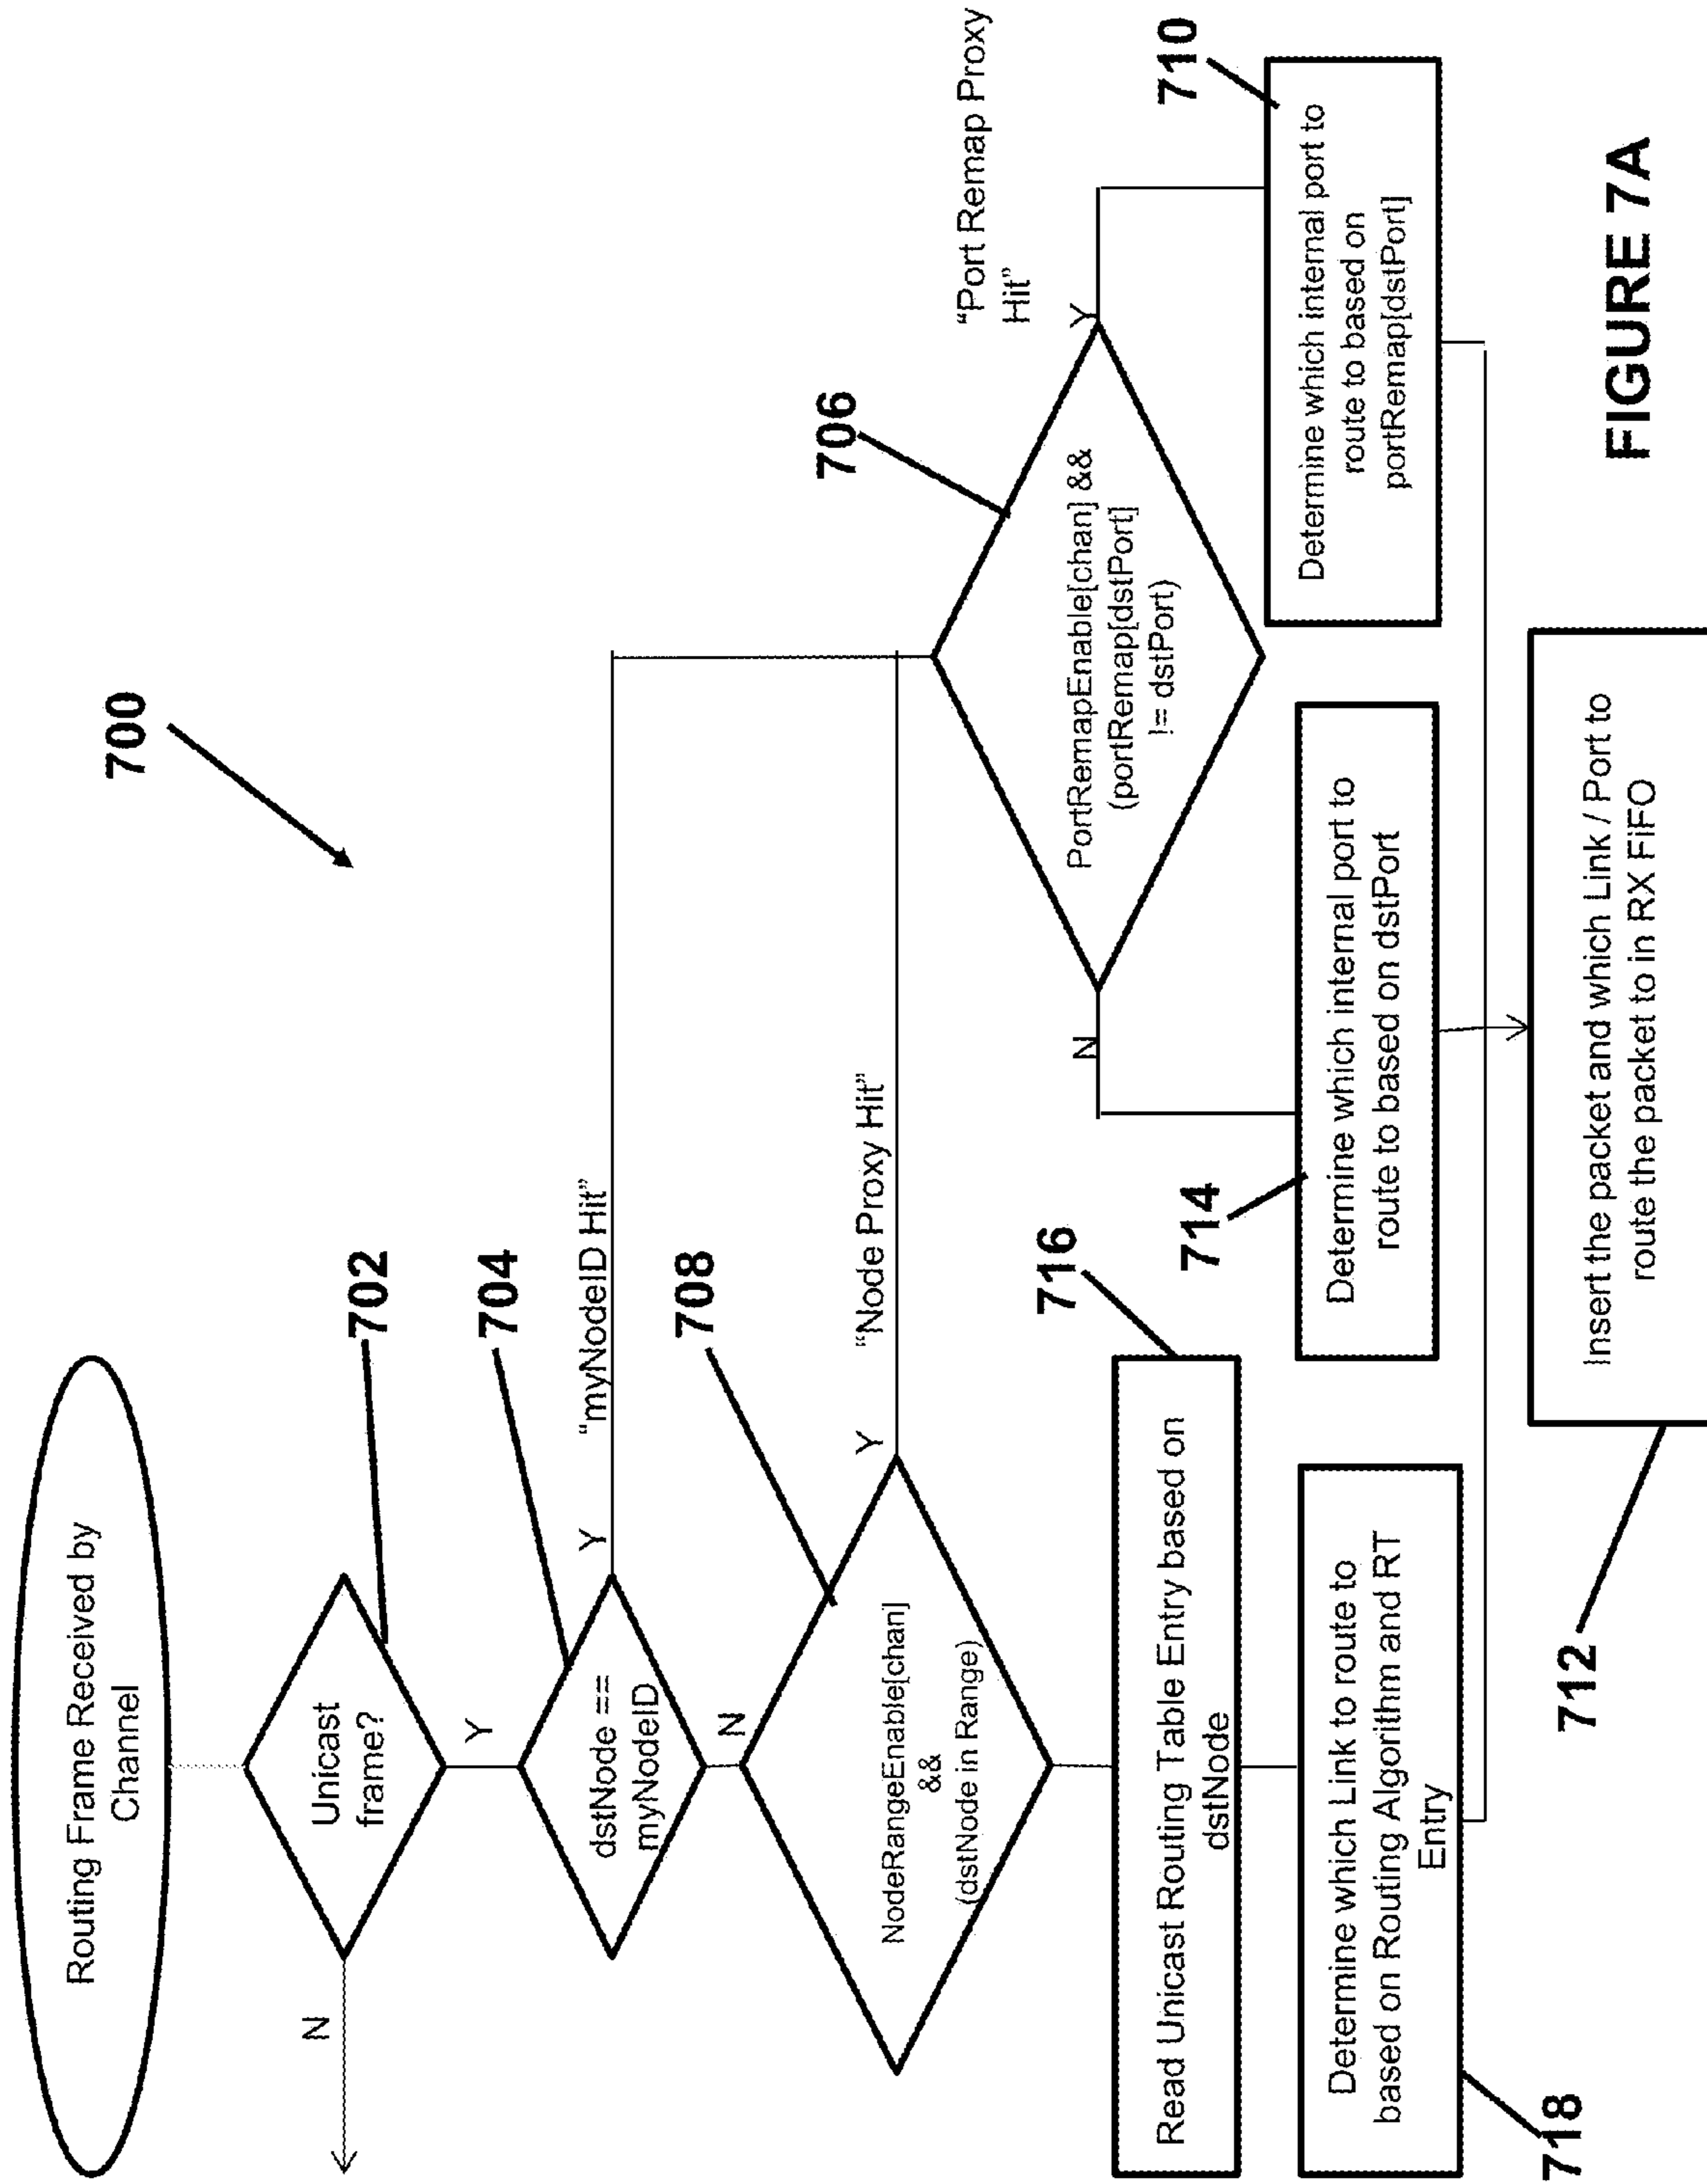 700
Routing Frame Received by
Channel
702
Unicast
frame?
N
Y
704
dstNode ==
myNodeID
Y
"myNodeID Hit"
N
708
NodeRangeEnable[chan]
&&
(dstNode in Range)
Y
"Node Proxy Hit"
706
PortRemapEnable[chan] &&
(portRemap[dstPort]
!= dstPort)
N
Y
"Port Remap Proxy
Hit"
716
Read Unicast Routing Table Entry based on
dstNode
714
Determine which internal port to
route to based on dstPort
710
Determine which internal port to
route to based on
portRemap[dstPort]
718
Determine which Link to route to
based on Routing Algorithm and RT
Entry
712
Insert the packet and which Link / Port to
route the packet to in RX FiFO
FIGURE 7A